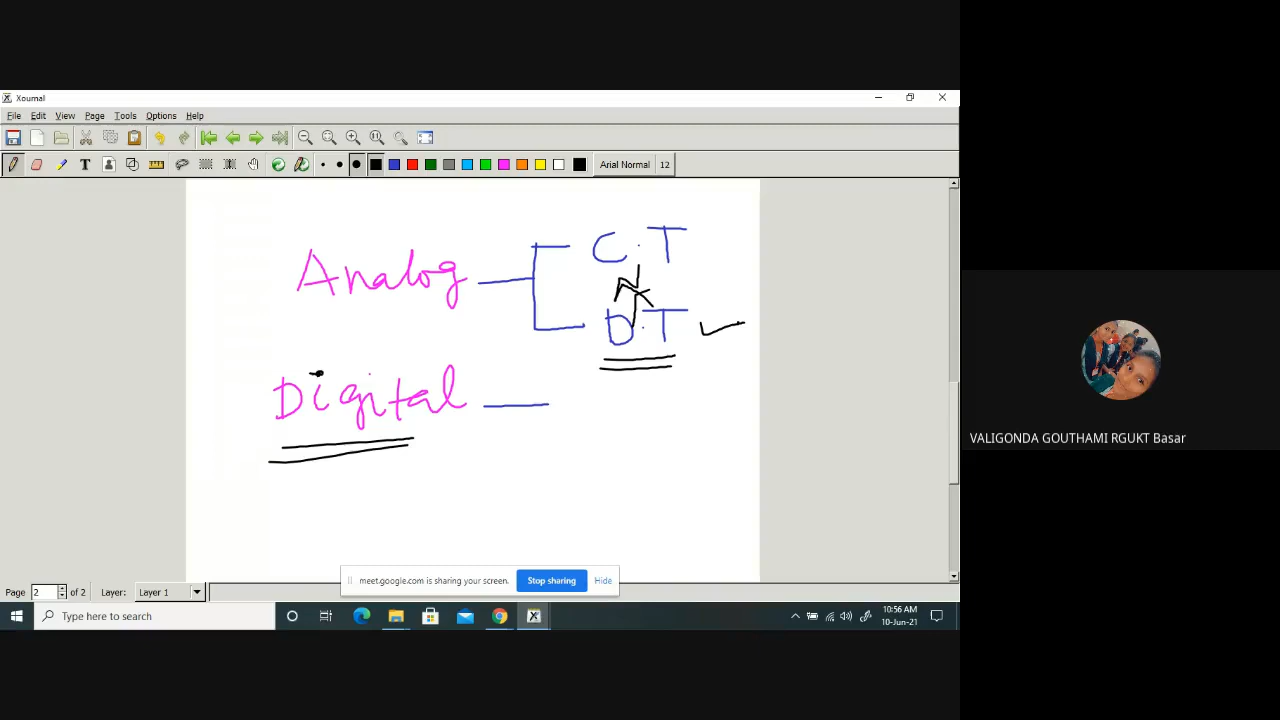 Xournal
File Edit View Page Tools Options Help
Arial Normal 12
Analog C.T
D.T
Digital
VALIGONDA GOUTHAMI RGUKT Basar
meet.google.com is sharing your screen. Stop sharing Hide
Page 2 of 2 Layer: Layer 1
Type here to search
10:56 AM
10-Jun-21